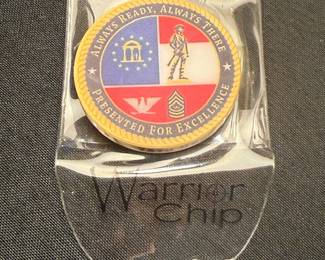 ALWAYS READY, ALWAYS THERE
PRESENTED FOR EXCELLENCE
Warrior
Chip